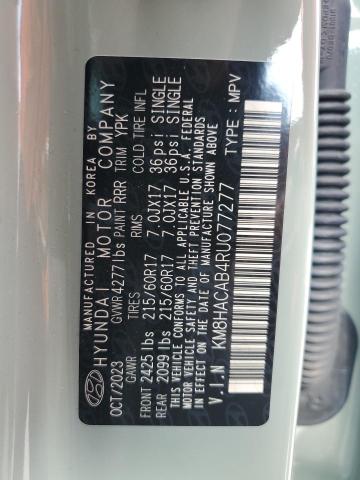 MANUFACTURED IN KOREA BY
HYUNDAI MOTOR COMPANY
OCT/2023 GVWR 4277lbs PAINT RRR TRIM YPK
GAWR TIRES RIMS COLD TIRE INFL
FRONT 2425 lbs 215/60R17 7.0JX17 36psi SINGLE
REAR 2099 lbs 215/60R17 7.0JX17 36psi SINGLE
THIS VEHICLE CONFORMS TO ALL APPLICABLE U.S.A. FEDERAL
MOTOR VEHICLE SAFETY AND THEFT PREVENTION STANDARDS
IN EFFECT ON THE DATE OF MANUFACTURE SHOWN ABOVE.
V.I.N KM8HACAB4RU077277 TYPE : MPV